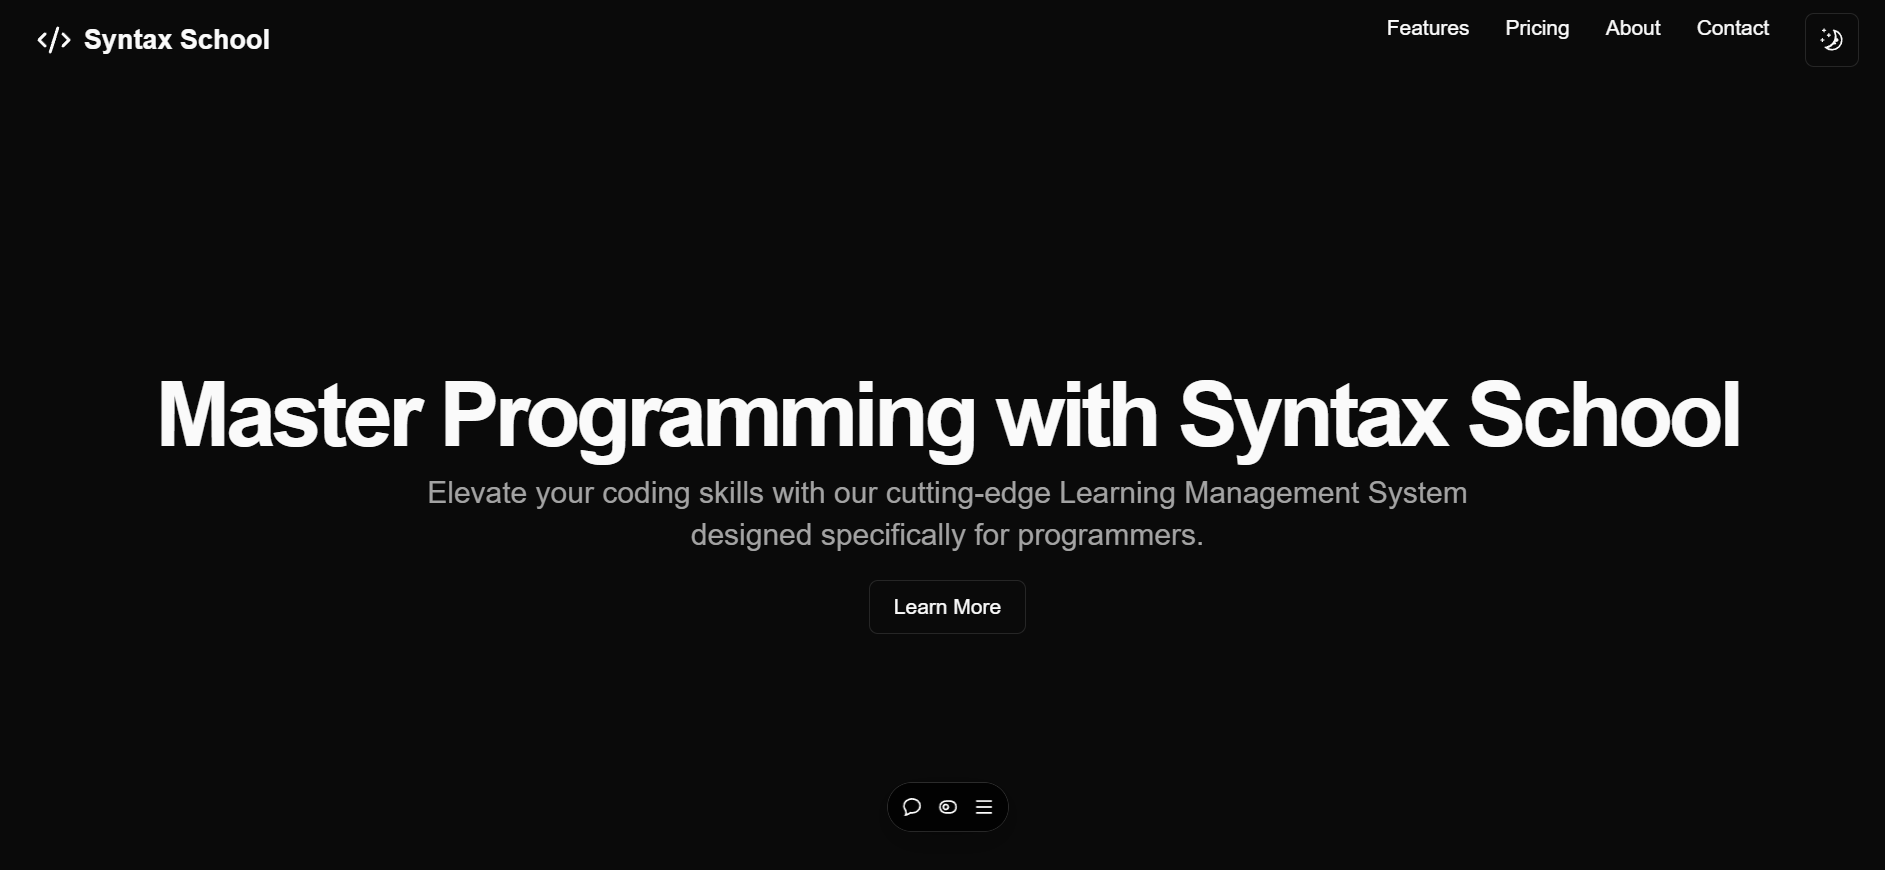 Syntax School
Features Pricing About Contact
Master Programming with Syntax School
Elevate your coding skills with our cutting-edge Learning Management System
designed specifically for programmers.
Learn More